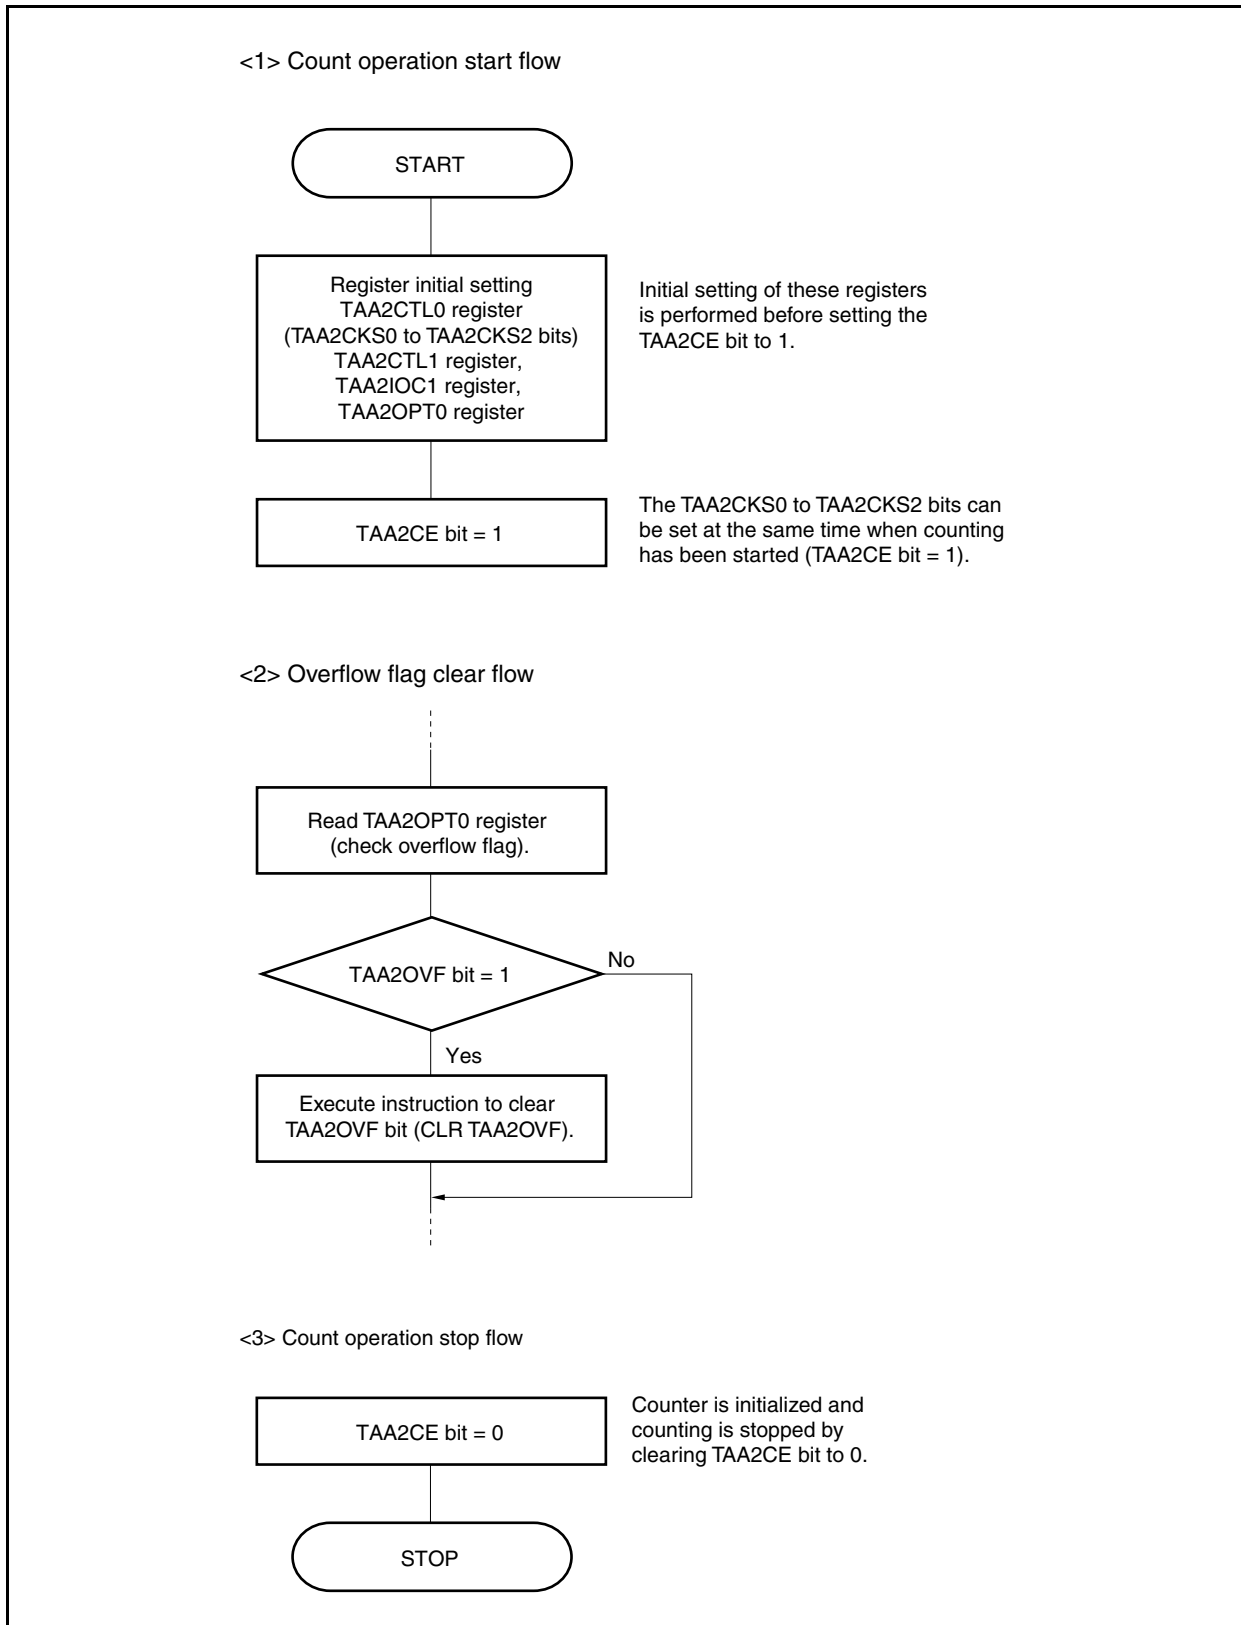 <1> Count operation start flow
START
Register initial setting
TAA2CTL0 register
(TAA2CKS0 to TAA2CKS2 bits)
TAA2CTL1 register,
TAA2IOC1 register,
TAA2OPT0 register
Initial setting of these registers
is performed before setting the
TAA2CE bit to 1.
TAA2CE bit = 1
The TAA2CKS0 to TAA2CKS2 bits can
be set at the same time when counting
has been started (TAA2CE bit = 1).
<2> Overflow flag clear flow
Read TAA2OPT0 register
(check overflow flag).
TAA2OVF bit = 1
No
Yes
Execute instruction to clear
TAA2OVF bit (CLR TAA2OVF).
<3> Count operation stop flow
TAA2CE bit = 0
Counter is initialized and
counting is stopped by
clearing TAA2CE bit to 0.
STOP